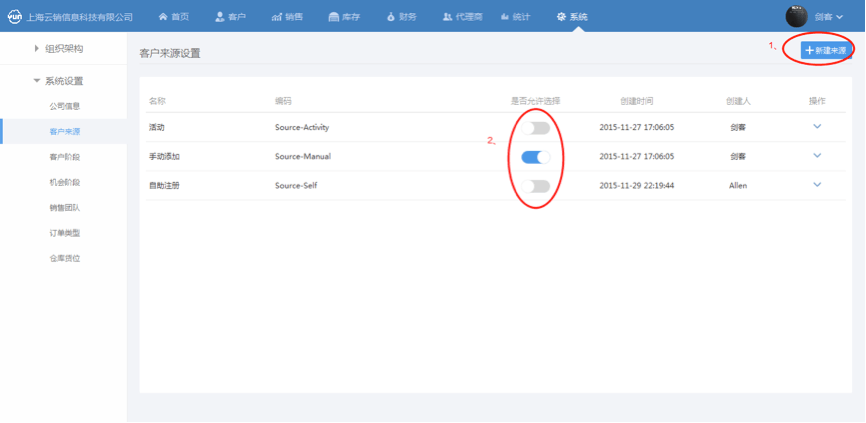 yun 上海云销信息科技有限公司 首页 客户 销售 库存 财务 代理商 统计 系统 剑客
组织架构
系统设置
公司信息
客户来源
客户阶段
机会阶段
销售团队
订单类型
仓库货位
客户来源设置 1、 +新建来源
名称 编码 是否允许选择 创建时间 创建人 操作
活动 Source-Activity 2015-11-27 17:06:05 剑客
2、
手动添加 Source-Manual 2015-11-27 17:06:05 剑客
自助注册 Source-Self 2015-11-29 22:19:44 Allen